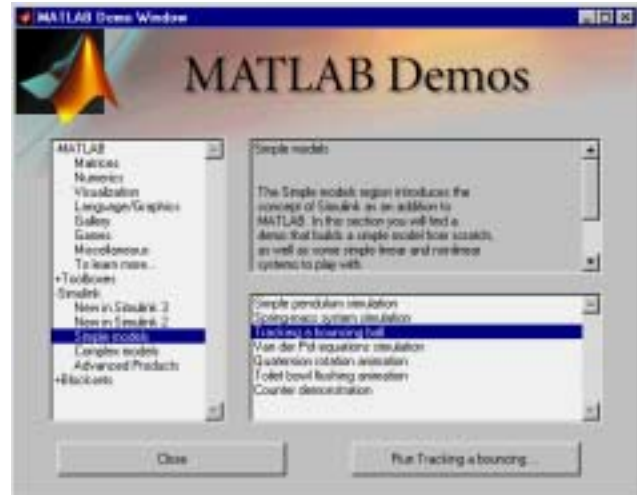 MATLAB Demo Window
MATLAB Demos
-MATLAB
Matrices
Numerics
Visualization
Language/Graphics
Gallery
Games
Miscellaneous
To learn more...
+Toolboxes
-Simulink
New in Simulink 3
New in Simulink 2
Simple models
Complex models
Advanced Products
+Blocksets
Simple models
The Simple models region introduces the
concept of Simulink as an addition to
MATLAB. In this section you will find a
demo that builds a simple model from scratch,
as well as some simple linear and nonlinear
systems to play with.
Simple pendulum simulation
Spring-mass system simulation
Tracking a bouncing ball
Van der Pol equations simulation
Quaternion rotation animation
Toilet bowl flushing animation
Counter demonstration
Close
Run Tracking a bouncing...